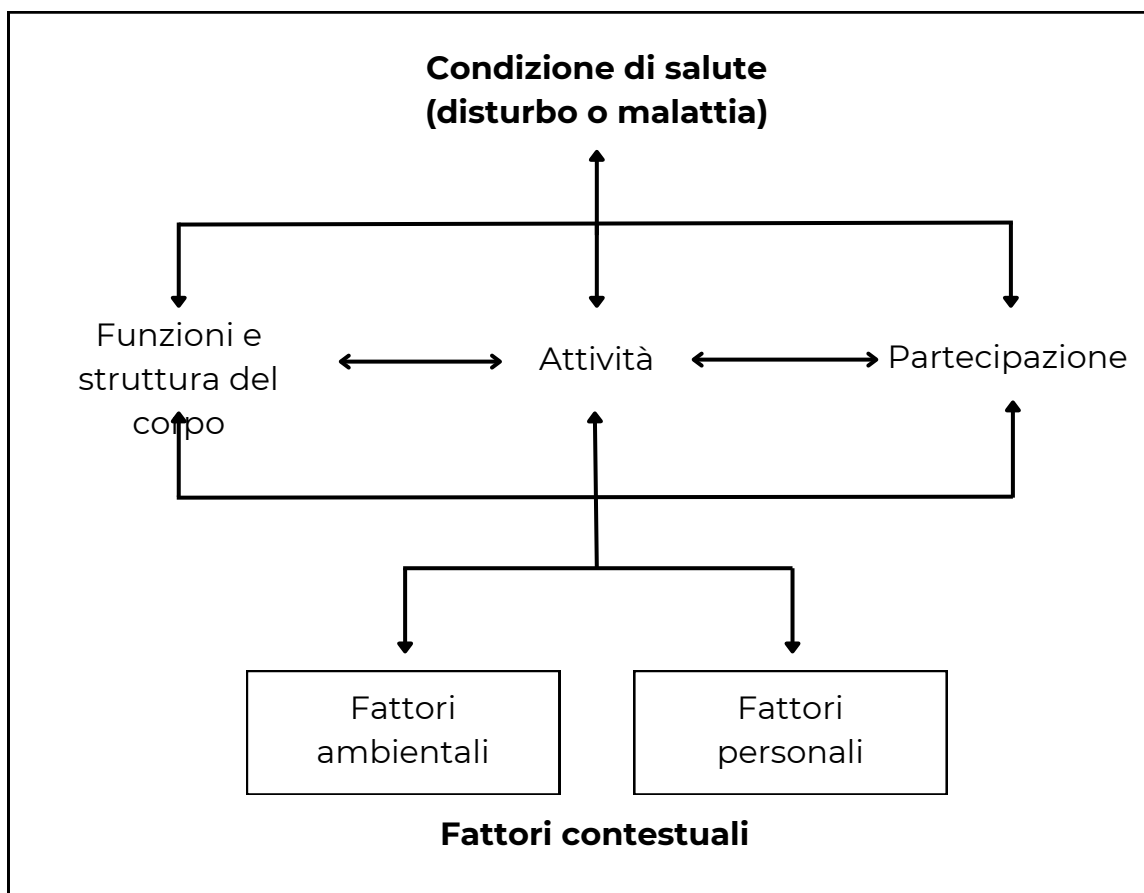 Condizione di salute
(disturbo o malattia)
Funzioni e
struttura del
corpo
Attività
Partecipazione
Fattori
ambientali
Fattori
personali
Fattori contestuali